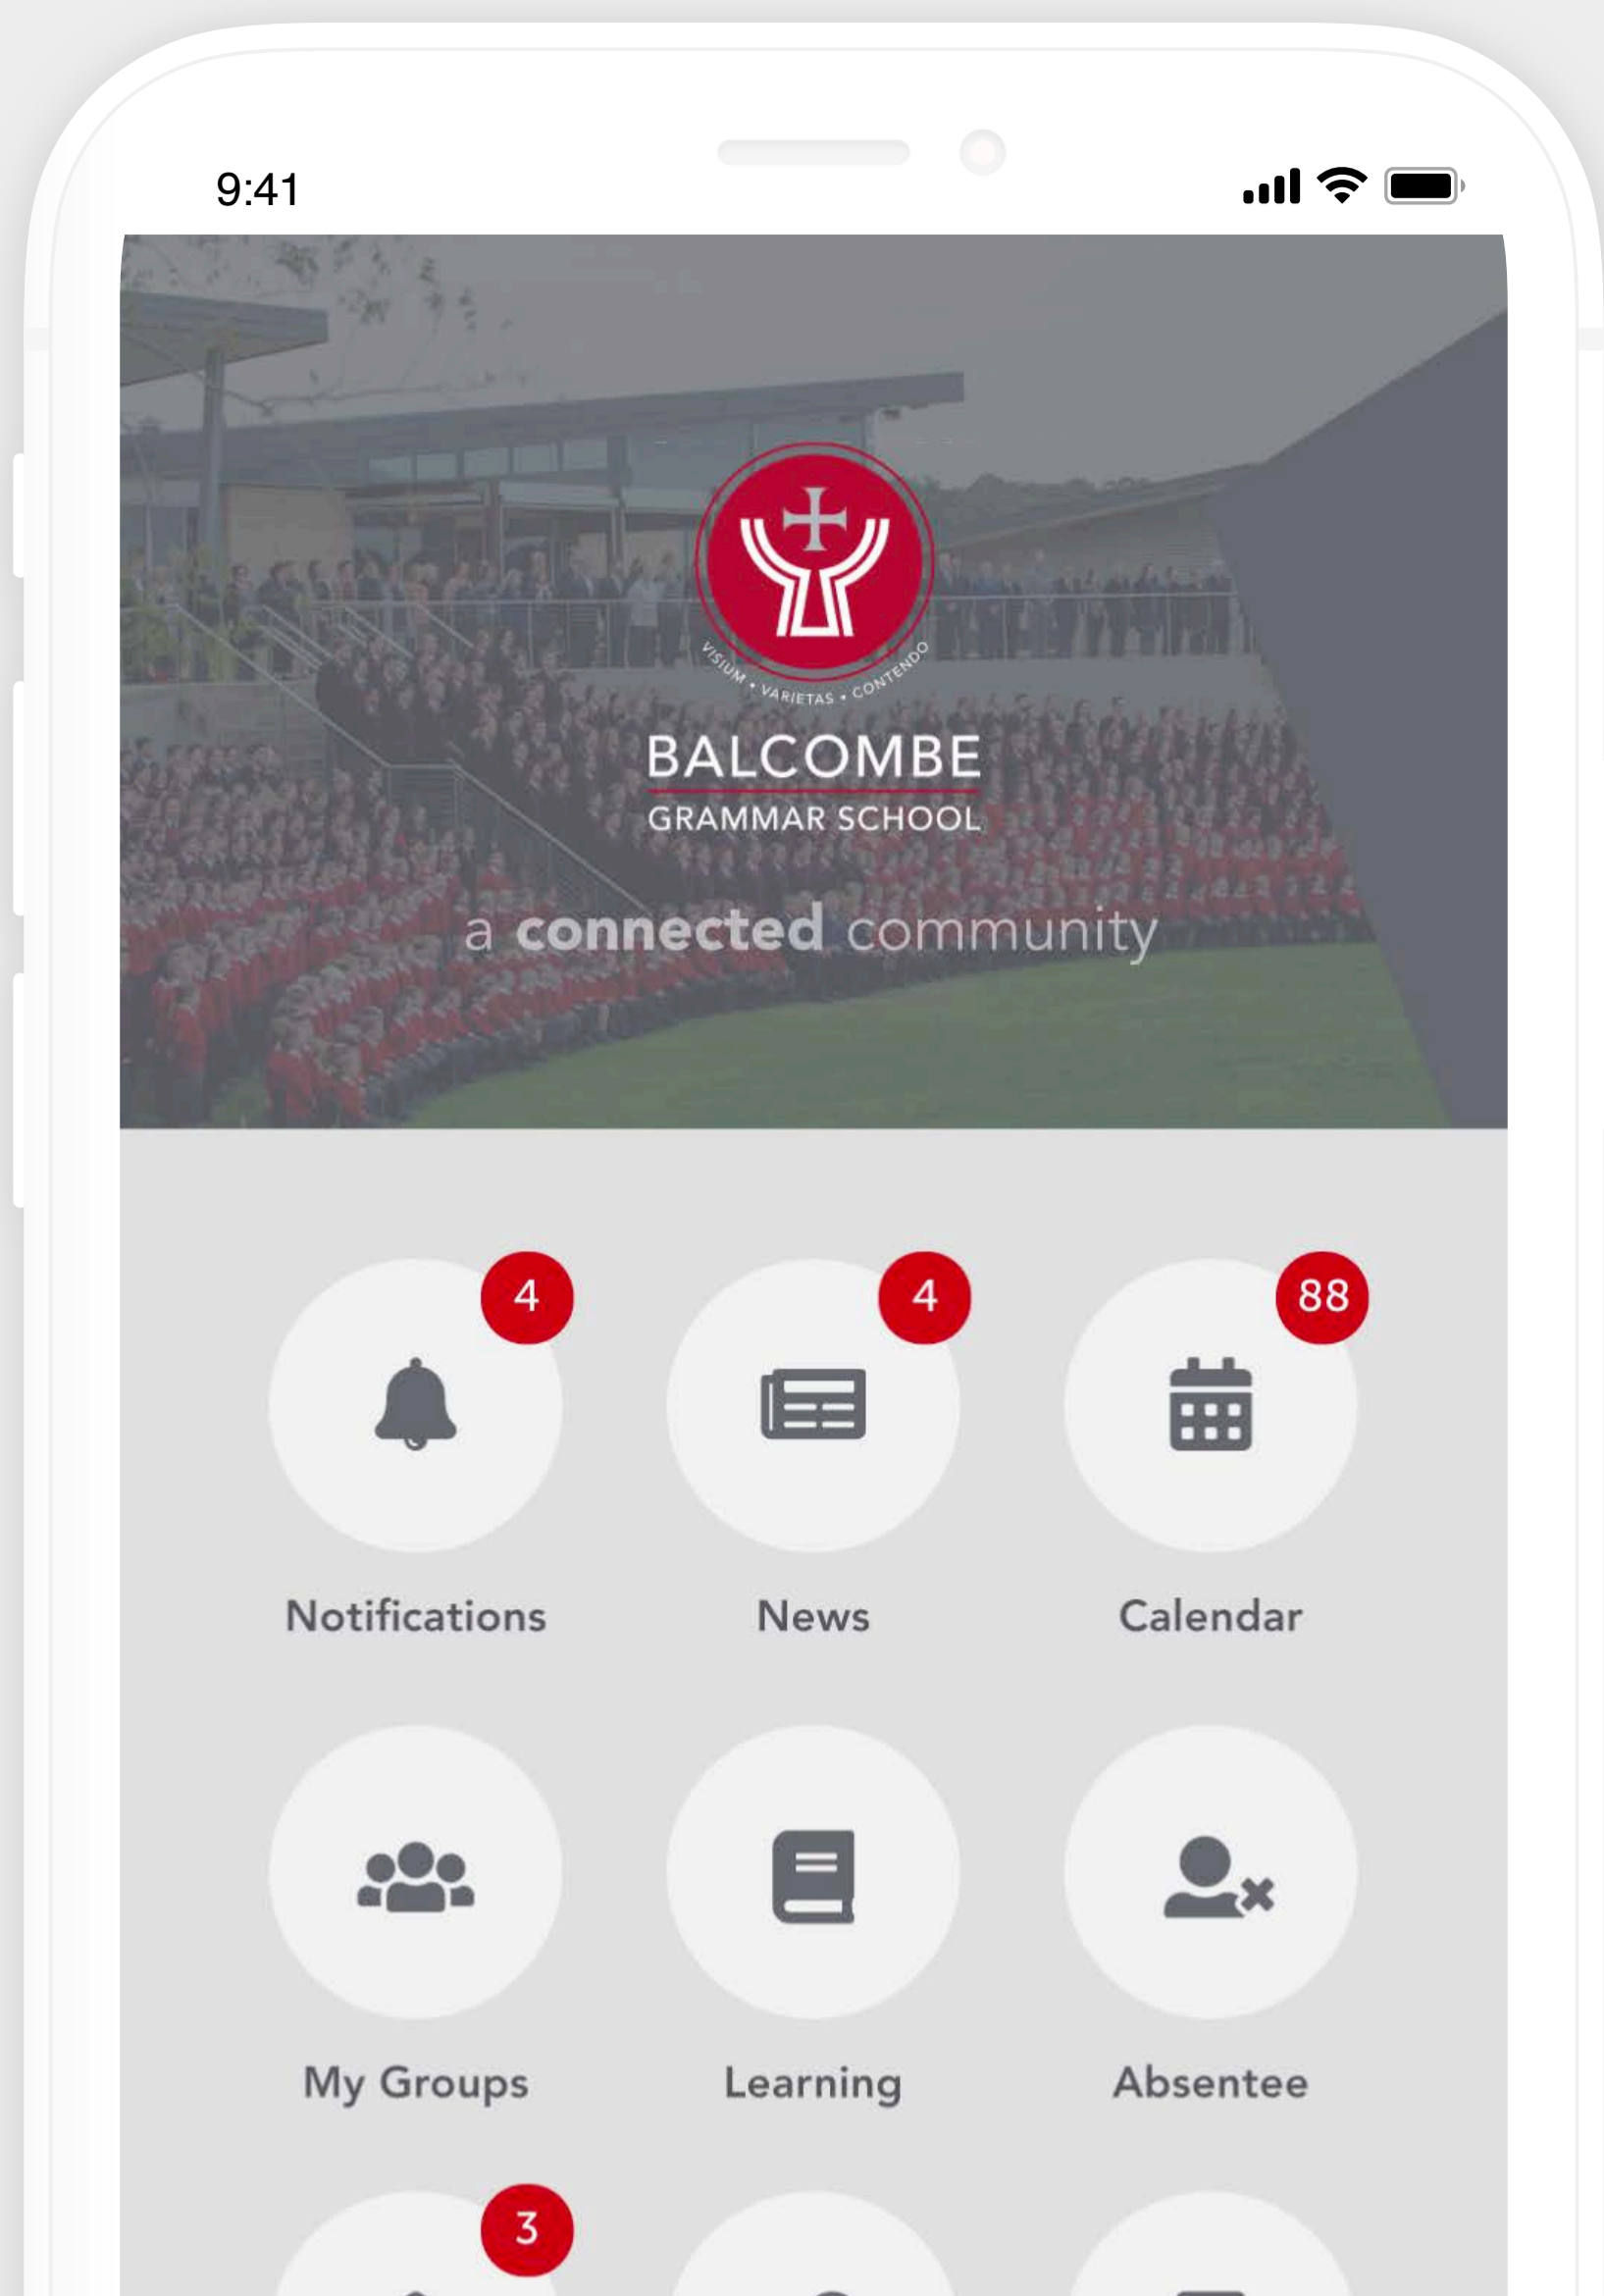 9:41
VISIUM • VARIETAS • CONTENDO
BALCOMBE
GRAMMAR SCHOOL
a connected community
4
4
88
Notifications
News
Calendar
My Groups
Learning
Absentee
3